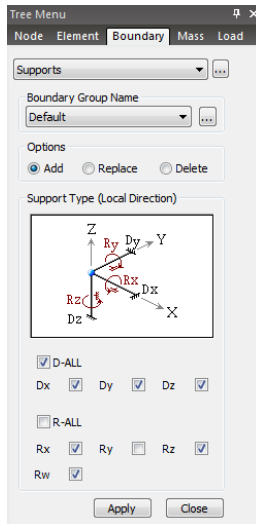 Tree Menu
Node Element Boundary Mass Load
Supports ...
Boundary Group Name
Default ...
Options
Add Replace Delete
Support Type (Local Direction)
Z
Ry Dy Y
Rx
Dx
Rz
X
Dz
D-ALL
Dx Dy Dz
R-ALL
Rx Ry Rz
Rw
Apply Close